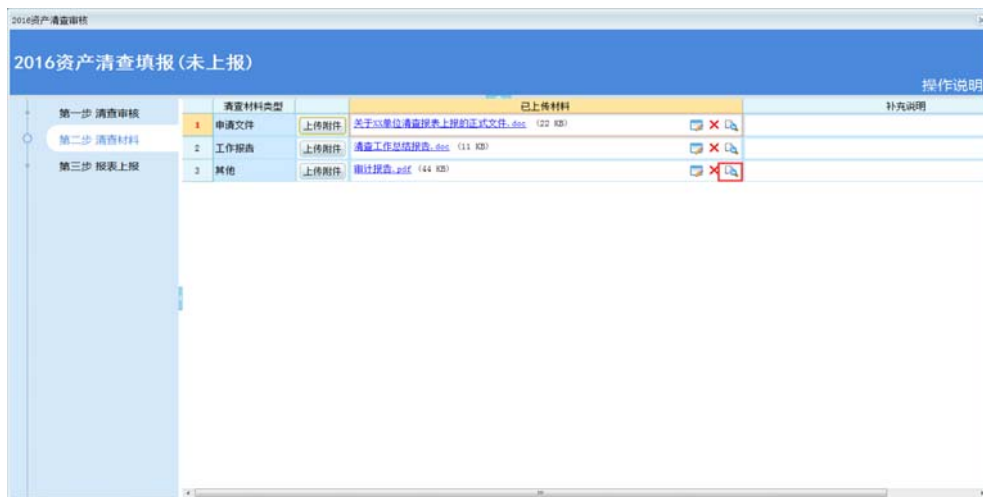 2016资产清查审核
2016资产清查填报(未上报)
操作说明
第一步 清查审核
第二步 清查材料
第三步 报表上报
清查材料类型 已上传材料 补充说明
1 申请文件 上传附件 关于XX单位清查报表上报的正式文件.doc (22 KB)
2 工作报告 上传附件 清查工作总结报告.doc (11 KB)
3 其他 上传附件 审计报告.pdf (44 KB)